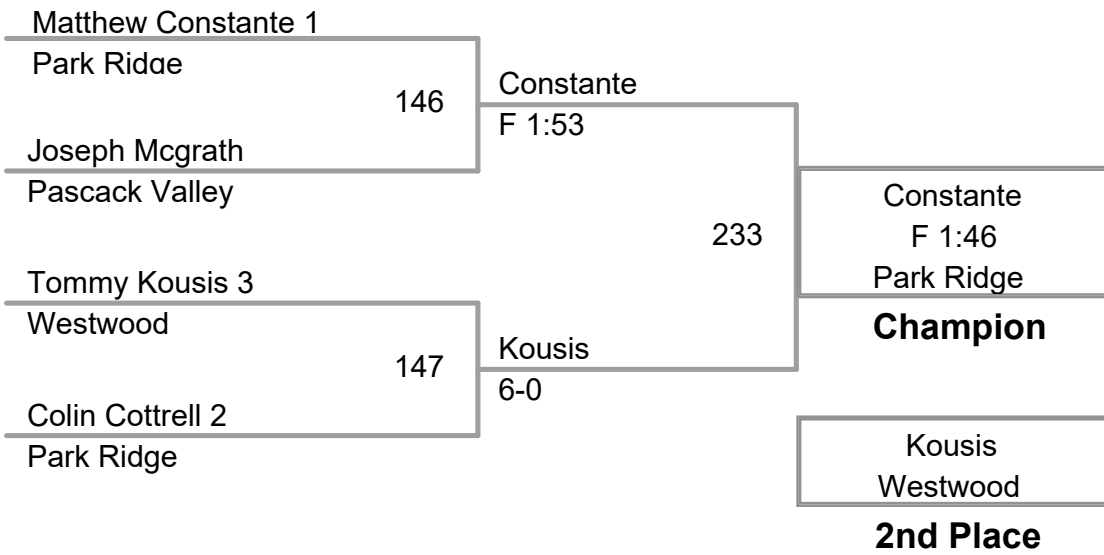 Matthew Constante 1
Park Ridge
146
Constante
F 1:53
Joseph Mcgrath
Pascack Valley
233
Constante
F 1:46
Park Ridge
Champion
Tommy Kousis 3
Westwood
147
Kousis
6-0
Colin Cottrell 2
Park Ridge
Kousis
Westwood
2nd Place